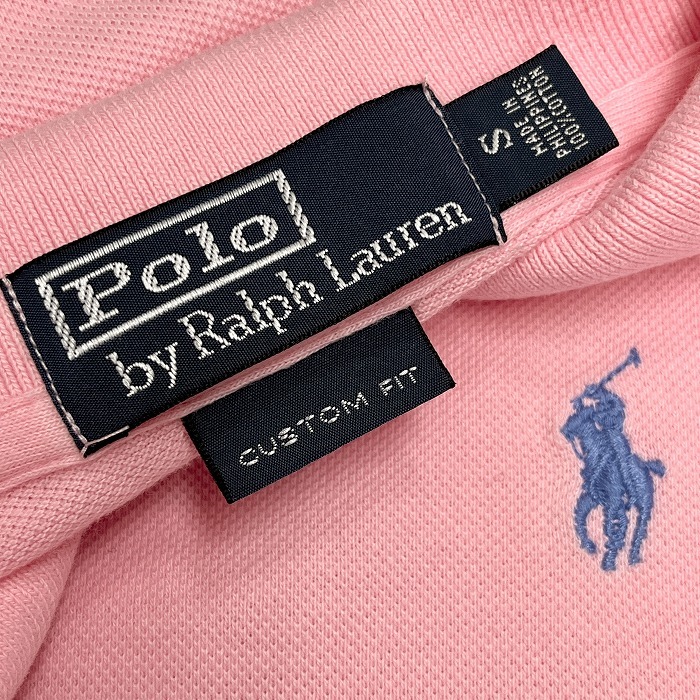 Polo
by Ralph Lauren
CUSTOM FIT
S
MADE IN
PHILIPPINES
100% COTTON